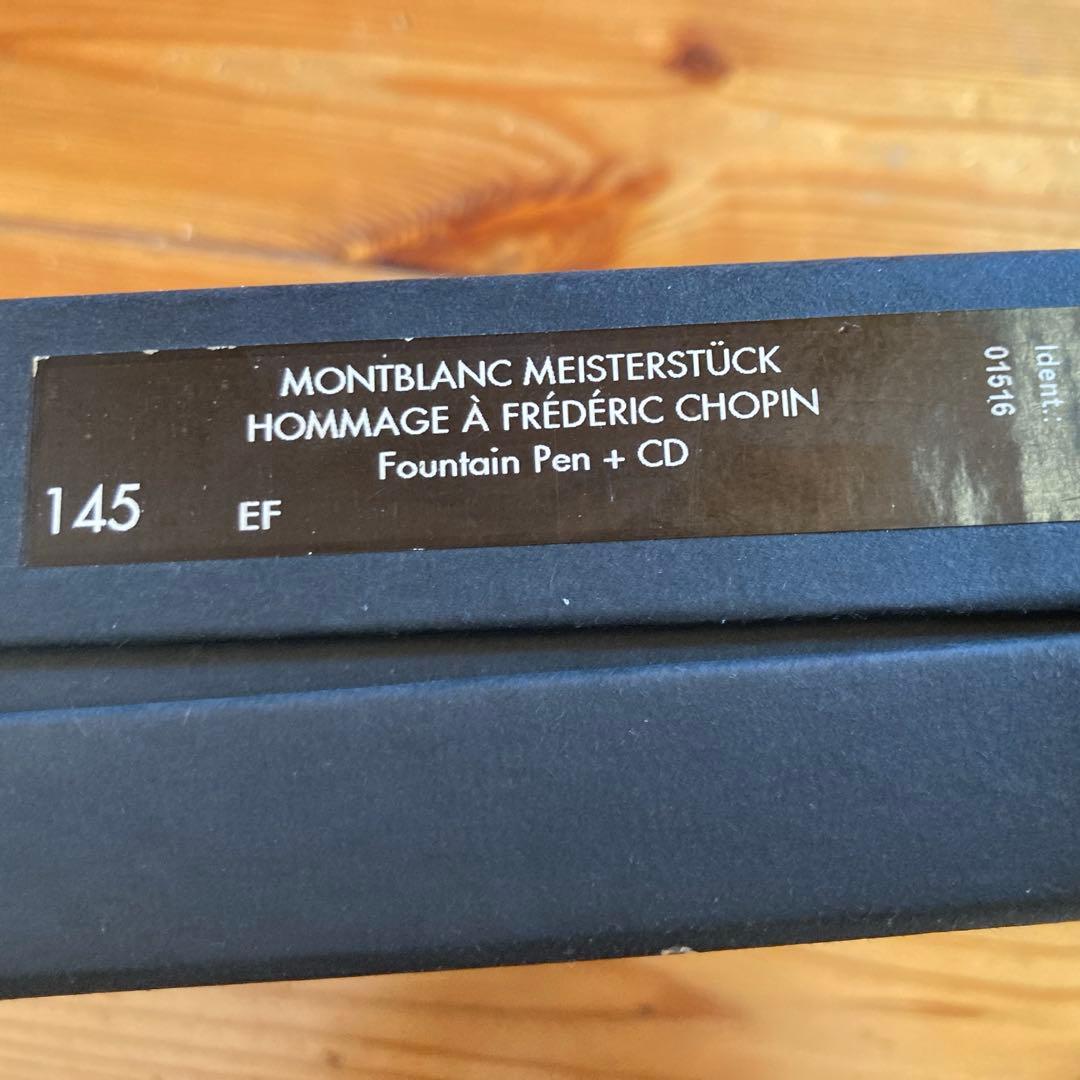 MONTBLANC MEISTERSTÜCK
HOMMAGE À FRÉDÉRIC CHOPIN
Fountain Pen + CD
145 EF
Ident.:
01516